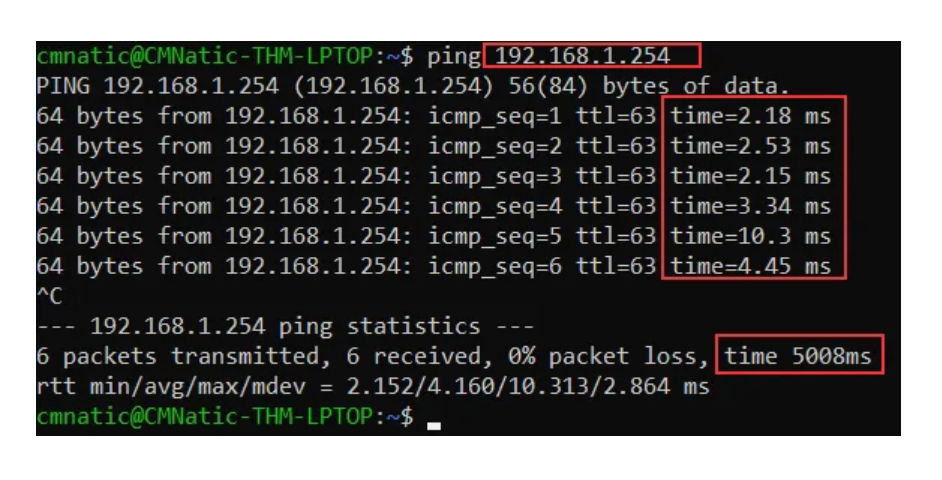 cmnatic@CMNatic-THM-LPTOP:~$ ping 192.168.1.254
PING 192.168.1.254 (192.168.1.254) 56(84) bytes of data.
64 bytes from 192.168.1.254: icmp_seq=1 ttl=63 time=2.18 ms
64 bytes from 192.168.1.254: icmp_seq=2 ttl=63 time=2.53 ms
64 bytes from 192.168.1.254: icmp_seq=3 ttl=63 time=2.15 ms
64 bytes from 192.168.1.254: icmp_seq=4 ttl=63 time=3.34 ms
64 bytes from 192.168.1.254: icmp_seq=5 ttl=63 time=10.3 ms
64 bytes from 192.168.1.254: icmp_seq=6 ttl=63 time=4.45 ms
^C
--- 192.168.1.254 ping statistics ---
6 packets transmitted, 6 received, 0% packet loss, time 5008ms
rtt min/avg/max/mdev = 2.152/4.160/10.313/2.864 ms
cmnatic@CMNatic-THM-LPTOP:~$